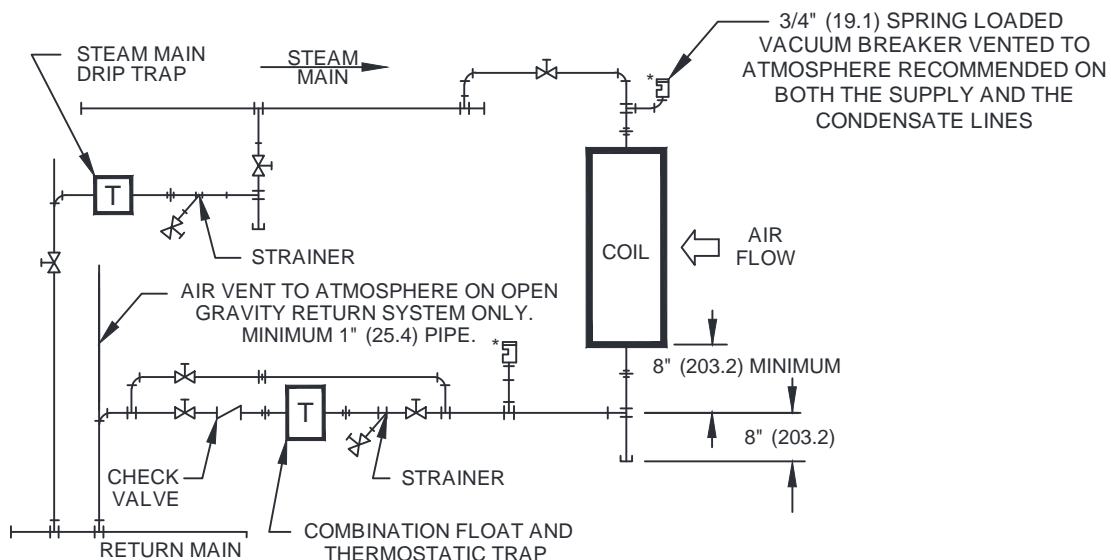 3/4" (19.1) SPRING LOADED
VACUUM BREAKER VENTED TO
ATMOSPHERE RECOMMENDED ON
BOTH THE SUPPLY AND THE
CONDENSATE LINES
STEAM MAIN
DRIP TRAP
STEAM
MAIN
*
T
STRAINER
COIL
AIR
FLOW
AIR VENT TO ATMOSPHERE ON OPEN
GRAVITY RETURN SYSTEM ONLY.
MINIMUM 1" (25.4) PIPE.
*
8" (203.2) MINIMUM
T
8" (203.2)
CHECK
VALVE
STRAINER
COMBINATION FLOAT AND
THERMOSTATIC TRAP
RETURN MAIN